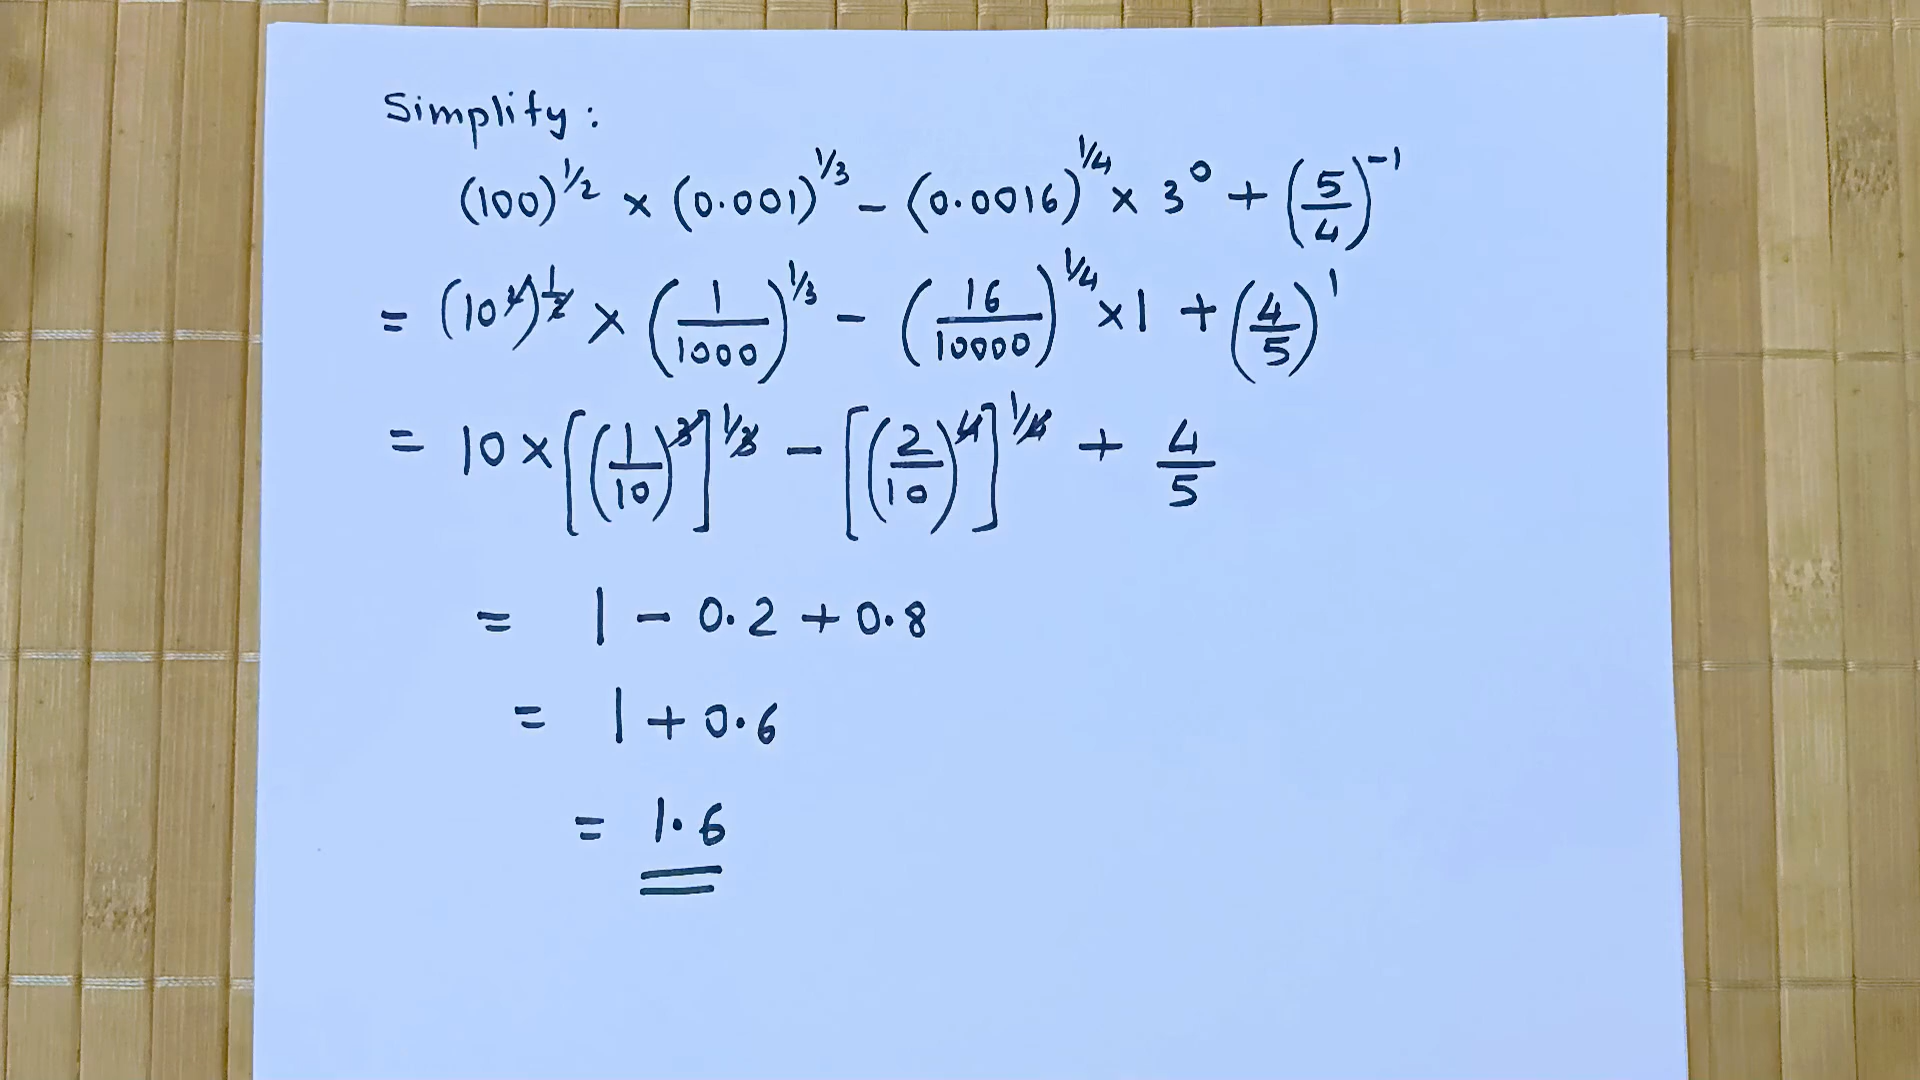 Simplify:
(100)^1/2 × (0.001)^1/3 - (0.0016)^1/4 × 3^0 + (5/4)^-1
= (10^2)^1/2 × (1/1000)^1/3 - (16/10000)^1/4 × 1 + (4/5)^1
= 10 × [(1/10)^3]^1/3 - [(2/10)^4]^1/4 + 4/5
= 1 - 0.2 + 0.8
= 1 + 0.6
= 1.6